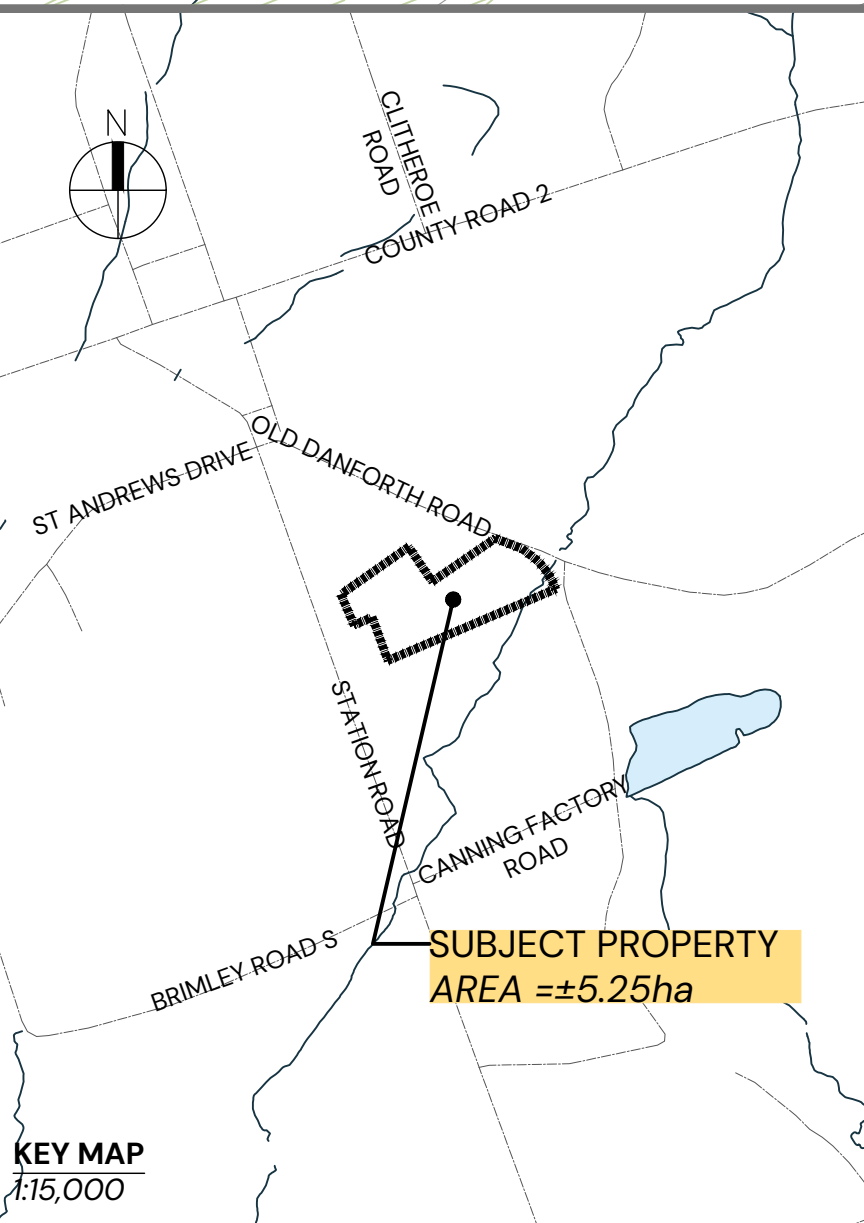 N
CLITHEROE
ROAD
COUNTY ROAD 2
OLD DANFORTH ROAD
ST ANDREWS DRIVE
STATION ROAD
CANNING FACTORY
ROAD
BRIMLEY ROAD S
SUBJECT PROPERTY
AREA =±5.25ha
KEY MAP
1:15,000